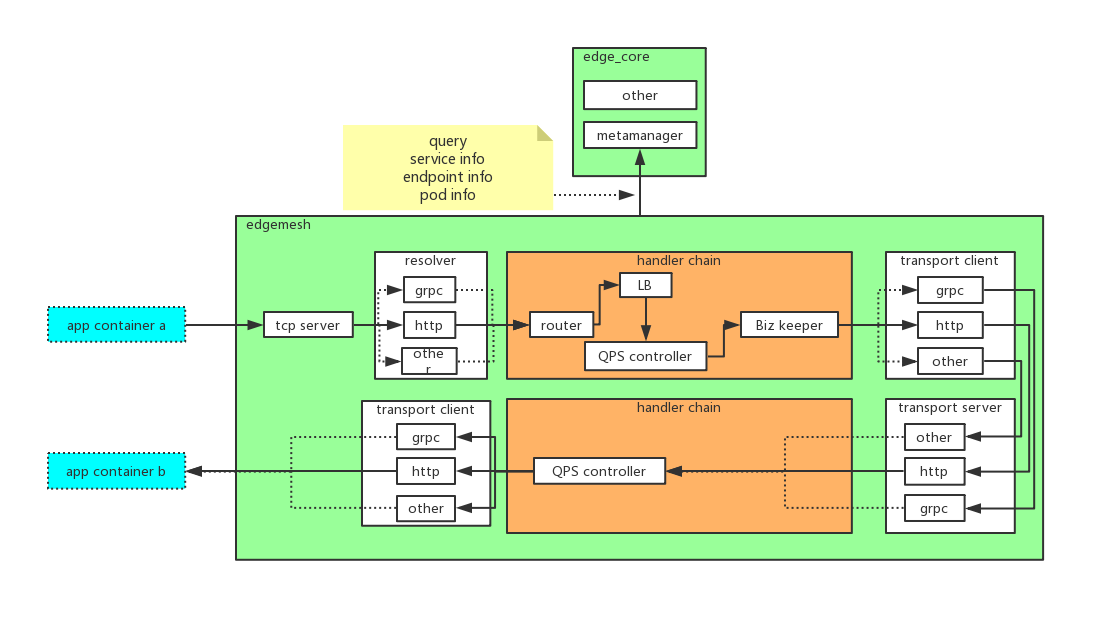 edge_core
other
metamanager
query
service info
endpoint info
pod info
edgemesh
resolver
grpc
http
othe
r
handler chain
LB
router
QPS controller
Biz keeper
transport client
grpc
http
other
app container a
tcp server
transport client
grpc
http
other
handler chain
QPS controller
transport server
other
http
grpc
app container b